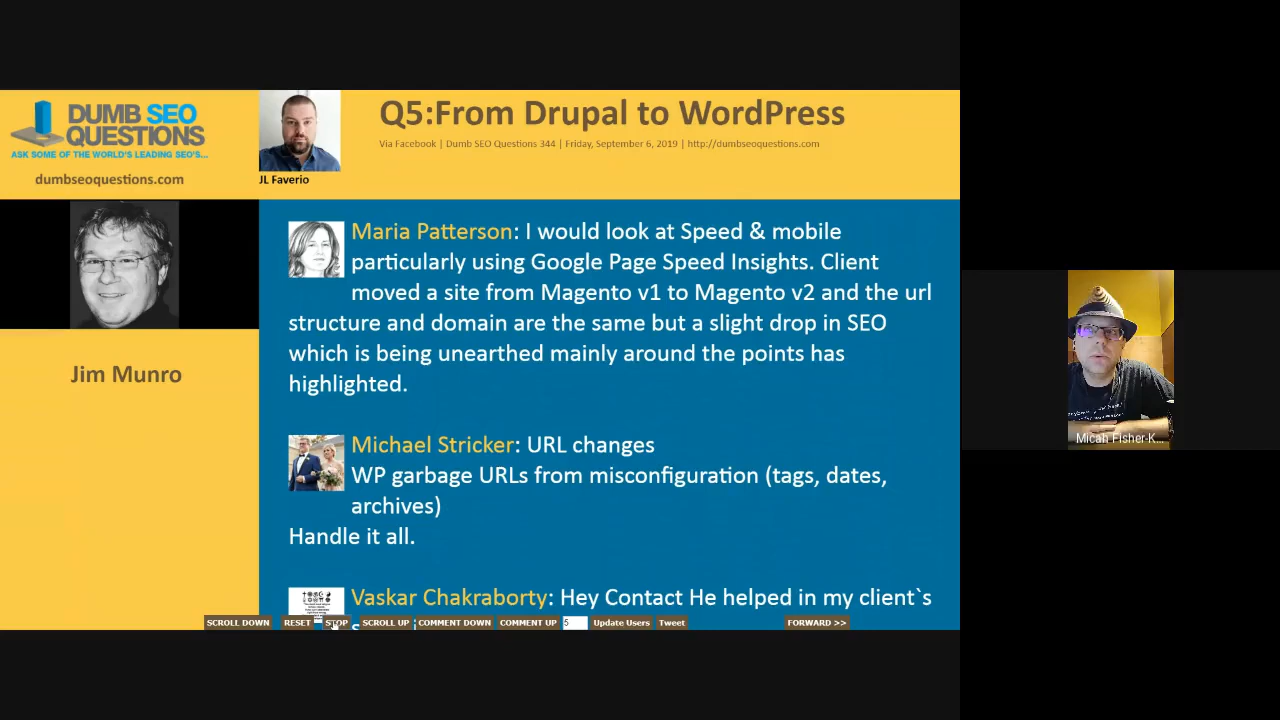 DUMB SEO
QUESTIONS
ASK SOME OF THE WORLD'S LEADING SEO'S...
dumbseoquestions.com
JL Faverio
Q5:From Drupal to WordPress
Via Facebook | Dumb SEO Questions 344 | Friday, September 6, 2019 | http://dumbseoquestions.com
Jim Munro
Maria Patterson: I would look at Speed & mobile
particularly using Google Page Speed Insights. Client
moved a site from Magento v1 to Magento v2 and the url
structure and domain are the same but a slight drop in SEO
which is being unearthed mainly around the points has
highlighted.
Michael Stricker: URL changes
WP garbage URLs from misconfiguration (tags, dates,
archives)
Handle it all.
Vaskar Chakraborty: Hey Contact He helped in my client`s
SCROLL DOWN RESET STOP SCROLL UP COMMENT DOWN COMMENT UP 5 Update Users Tweet FORWARD >>
Micah Fisher-K...